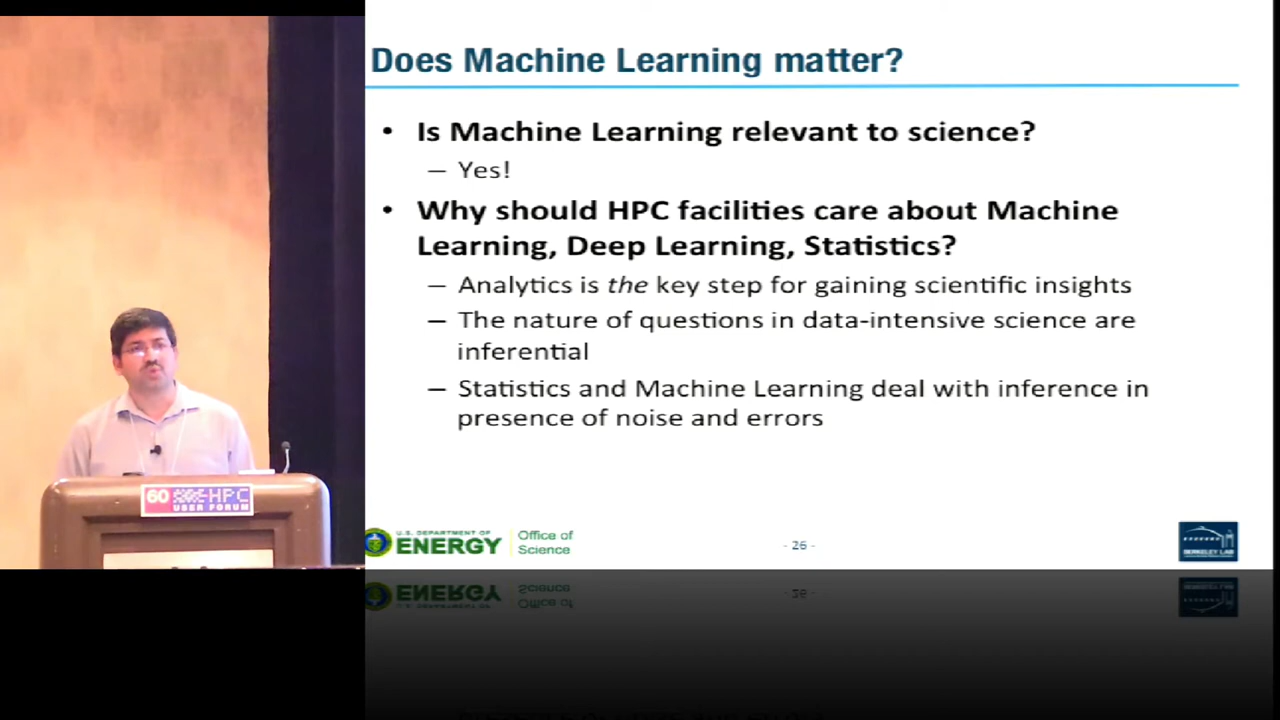 Does Machine Learning matter?
• Is Machine Learning relevant to science?
– Yes!
• Why should HPC facilities care about Machine
Learning, Deep Learning, Statistics?
– Analytics is the key step for gaining scientific insights
– The nature of questions in data-intensive science are
inferential
– Statistics and Machine Learning deal with inference in
presence of noise and errors
U.S. DEPARTMENT OF
ENERGY
Office of
Science
- 26 -
BERKELEY LAB
60
HPC
USER FORUM